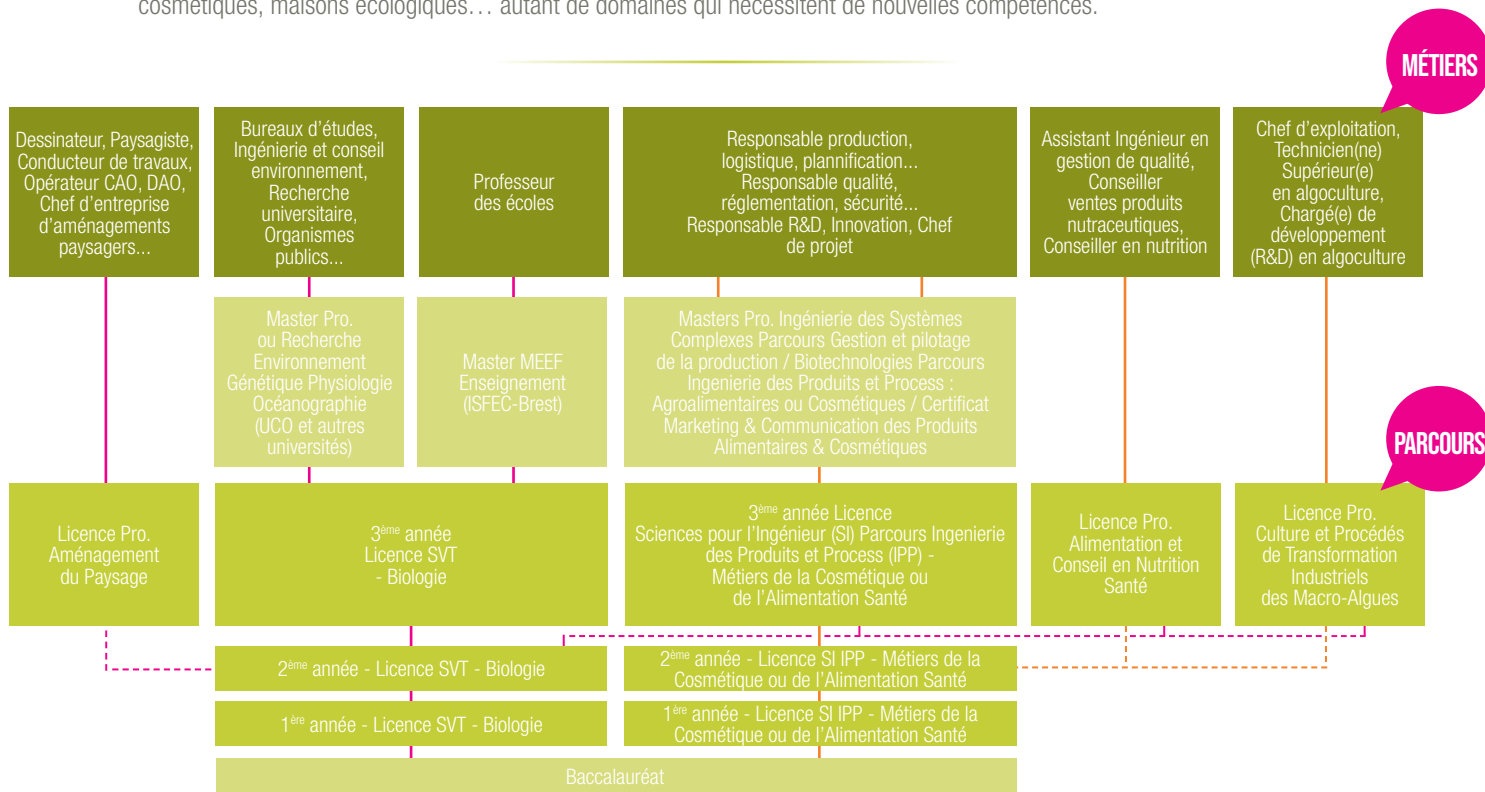 cosmétiques, maisons écologiques… autant de domaines qui nécessitent de nouvelles compétences.
MÉTIERS
Dessinateur, Paysagiste,
Conducteur de travaux,
Opérateur CAO, DAO,
Chef d'entreprise
d'aménagements
paysagers...
Bureaux d'études,
Ingénierie et conseil
environnement,
Recherche
universitaire,
Organismes
publics...
Professeur
des écoles
Responsable production,
logistique, plannification...
Responsable qualité,
réglementation, sécurité...
Responsable R&D, Innovation, Chef
de projet
Assistant Ingénieur en
gestion de qualité,
Conseiller
ventes produits
nutraceutiques,
Conseiller en nutrition
Chef d'exploitation,
Technicien(ne)
Supérieur(e)
en algoculture,
Chargé(e) de
développement
(R&D) en algoculture
Master Pro.
ou Recherche
Environnement
Génétique Physiologie
Océanographie
(UCO et autres
universités)
Master MEEF
Enseignement
(ISFEC-Brest)
Masters Pro. Ingénierie des Systèmes
Complexes Parcours Gestion et pilotage
de la production / Biotechnologies Parcours
Ingenierie des Produits et Process :
Agroalimentaires ou Cosmétiques / Certificat
Marketing & Communication des Produits
Alimentaires & Cosmétiques
PARCOURS
Licence Pro.
Aménagement
du Paysage
3ème année
Licence SVT
- Biologie
3ème année Licence
Sciences pour l'Ingénieur (SI) Parcours Ingenierie
des Produits et Process (IPP) -
Métiers de la Cosmétique ou
de l'Alimentation Santé
Licence Pro.
Alimentation et
Conseil en Nutrition
Santé
Licence Pro.
Culture et Procédés
de Transformation
Industriels
des Macro-Algues
2ème année - Licence SVT - Biologie
2ème année - Licence SI IPP - Métiers de la
Cosmétique ou de l'Alimentation Santé
1ère année - Licence SVT - Biologie
1ère année - Licence SI IPP - Métiers de la
Cosmétique ou de l'Alimentation Santé
Baccalauréat